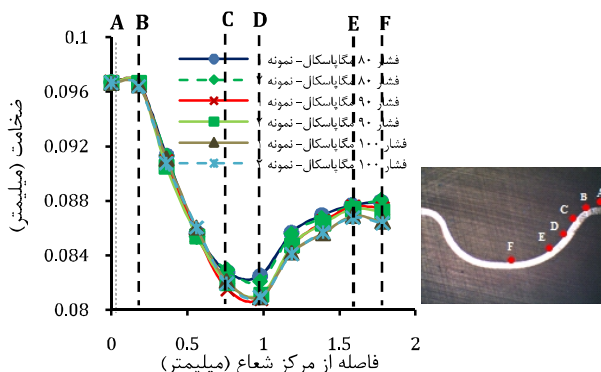 A B C D E F
0.1
0.096
0.092
0.088
0.084
0.08
ضخامت (میلیمتر)
فشار ۸۰ مگاپاسکال- نمونه ۱
فشار ۸۰ مگاپاسکال- نمونه ۲
فشار ۹۰ مگاپاسکال- نمونه ۱
فشار ۹۰ مگاپاسکال- نمونه ۲
فشار ۱۰۰ مگاپاسکال- نمونه ۱
فشار ۱۰۰ مگاپاسکال- نمونه ۲
0 0.5 1 1.5 2
فاصله از مرکز شعاع (میلیمتر)
A
B
C
D
E
F